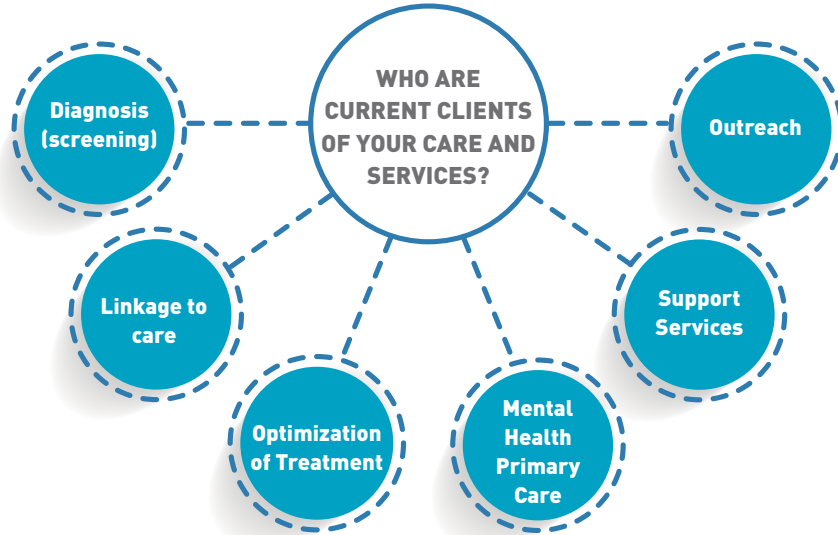 WHO ARE
CURRENT CLIENTS
OF YOUR CARE AND
SERVICES?
Diagnosis
(screening)
Linkage to
care
Optimization
of Treatment
Mental
Health
Primary
Care
Support
Services
Outreach